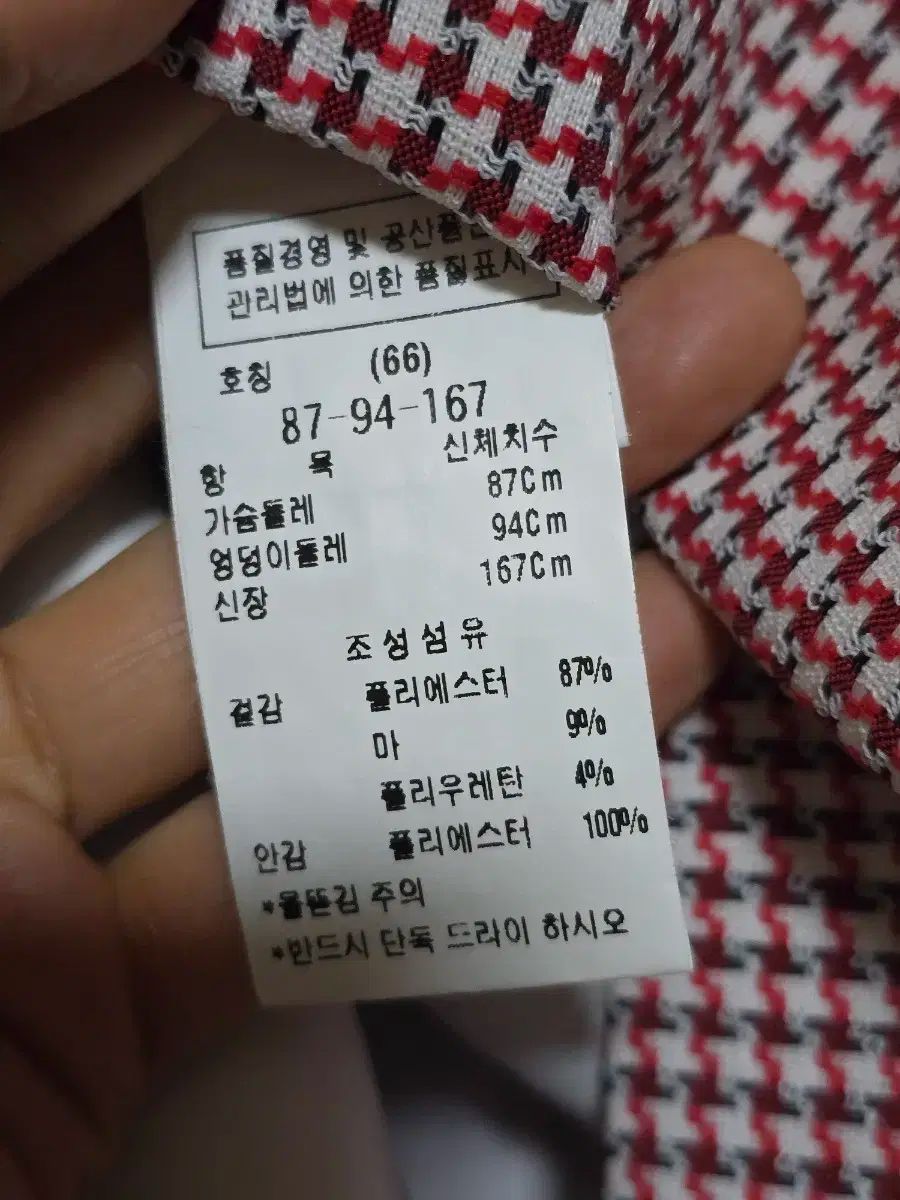 품질경영 및 공산품안
관리법에 의한 품질표시
호칭 (66)
87-94-167
항 목 신체치수
가슴둘레 87Cm
엉덩이둘레 94Cm
신장 167Cm
조성섬유
겉감 폴리에스터 87%
마 9%
폴리우레탄 4%
안감 폴리에스터 100%
*올뜯김 주의
*반드시 단독 드라이 하시오